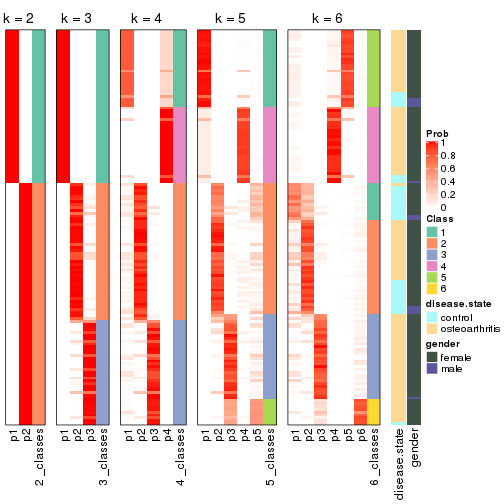 k = 2 k = 3 k = 4 k = 5 k = 6
Prob
1
0.8
0.6
0.4
0.2
0
Class
1
2
3
4
5
6
disease.state
control
osteoarthritis
gender
female
male
p1 p2 2_classes p1 p2 p3 3_classes p1 p2 p3 p4 4_classes p1 p2 p3 p4 p5 5_classes p1 p2 p3 p4 p5 p6 6_classes disease.state gender